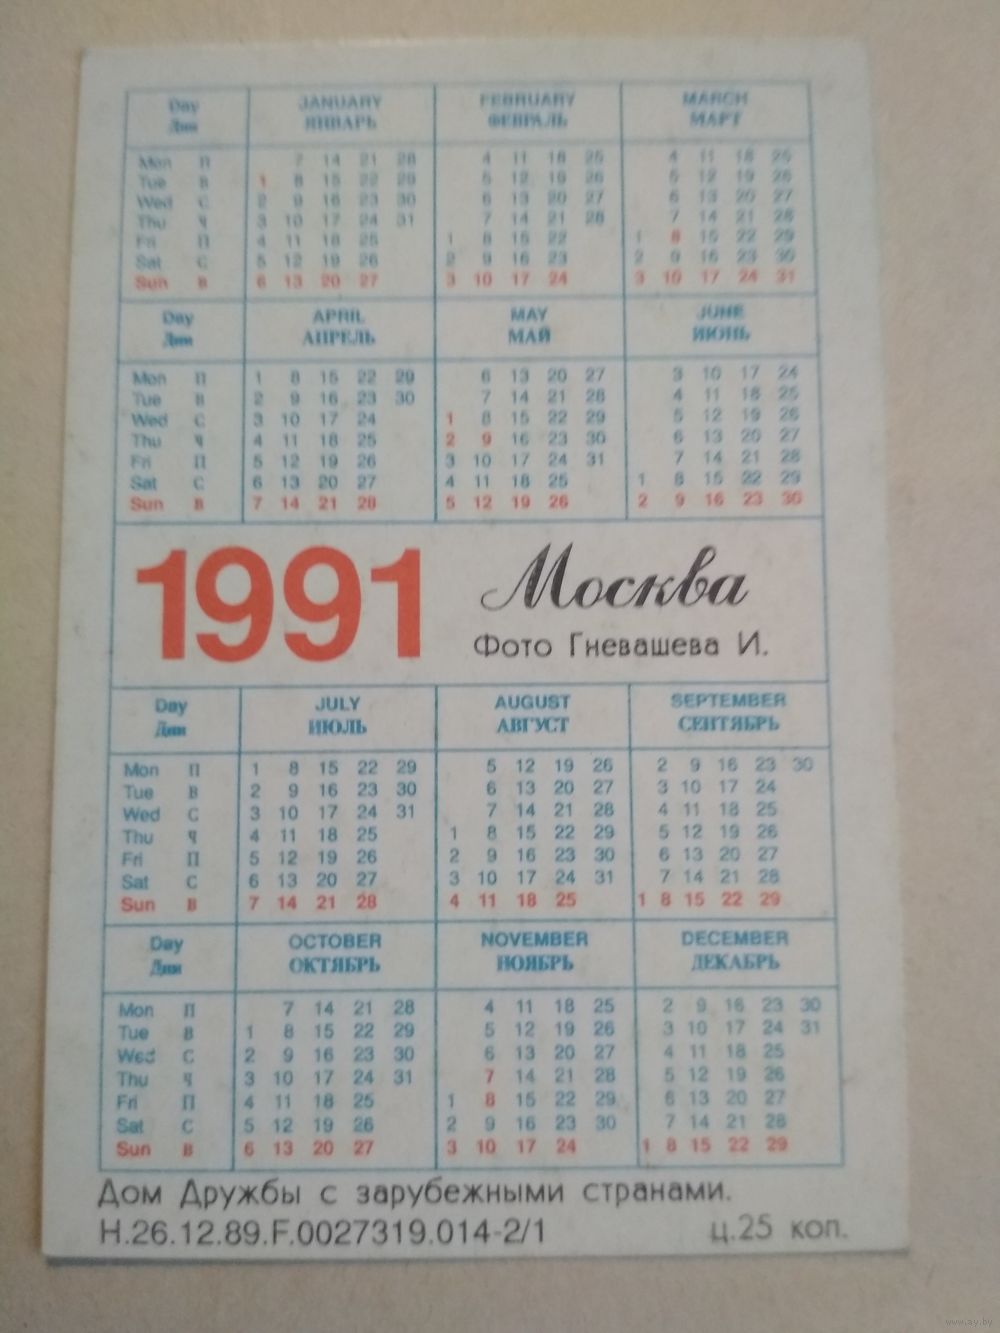 Day JANUARY FEBRUARY MARCH
Дни ЯНВАРЬ ФЕВРАЛЬ МАРТ
Mon П 7 14 21 28 4 11 18 25 4 11 18 25
Tue В 1 8 15 22 29 5 12 19 26 5 12 19 26
Wed С 2 9 16 23 30 6 13 20 27 6 13 20 27
Thu Ч 3 10 17 24 31 7 14 21 28 7 14 21 28
Fri П 4 11 18 25 1 8 15 22 1 8 15 22 29
Sat С 5 12 19 26 2 9 16 23 2 9 16 23 30
Sun В 6 13 20 27 3 10 17 24 3 10 17 24 31
Day APRIL MAY JUNE
Дни АПРЕЛЬ МАЙ ИЮНЬ
Mon П 1 8 15 22 29 6 13 20 27 3 10 17 24
Tue В 2 9 16 23 30 7 14 21 28 4 11 18 25
Wed С 3 10 17 24 1 8 15 22 29 5 12 19 26
Thu Ч 4 11 18 25 2 9 16 23 30 6 13 20 27
Fri П 5 12 19 26 3 10 17 24 31 7 14 21 28
Sat С 6 13 20 27 4 11 18 25 1 8 15 22 29
Sun В 7 14 21 28 5 12 19 26 2 9 16 23 30
1991 Москва
Фото Гневашева И.
Day JULY AUGUST SEPTEMBER
Дни ИЮЛЬ АВГУСТ СЕНТЯБРЬ
Mon П 1 8 15 22 29 5 12 19 26 2 9 16 23 30
Tue В 2 9 16 23 30 6 13 20 27 3 10 17 24
Wed С 3 10 17 24 31 7 14 21 28 4 11 18 25
Thu Ч 4 11 18 25 1 8 15 22 29 5 12 19 26
Fri П 5 12 19 26 2 9 16 23 30 6 13 20 27
Sat С 6 13 20 27 3 10 17 24 31 7 14 21 28
Sun В 7 14 21 28 4 11 18 25 1 8 15 22 29
Day OCTOBER NOVEMBER DECEMBER
Дни ОКТЯБРЬ НОЯБРЬ ДЕКАБРЬ
Mon П 7 14 21 28 4 11 18 25 2 9 16 23 30
Tue В 1 8 15 22 29 5 12 19 26 3 10 17 24 31
Wed С 2 9 16 23 30 6 13 20 27 4 11 18 25
Thu Ч 3 10 17 24 31 7 14 21 28 5 12 19 26
Fri П 4 11 18 25 1 8 15 22 29 6 13 20 27
Sat С 5 12 19 26 2 9 16 23 30 7 14 21 28
Sun В 6 13 20 27 3 10 17 24 1 8 15 22 29
Дом Дружбы с зарубежными странами.
Н.26.12.89.F.0027319.014-2/1 ц.25 коп.
www.ay.by